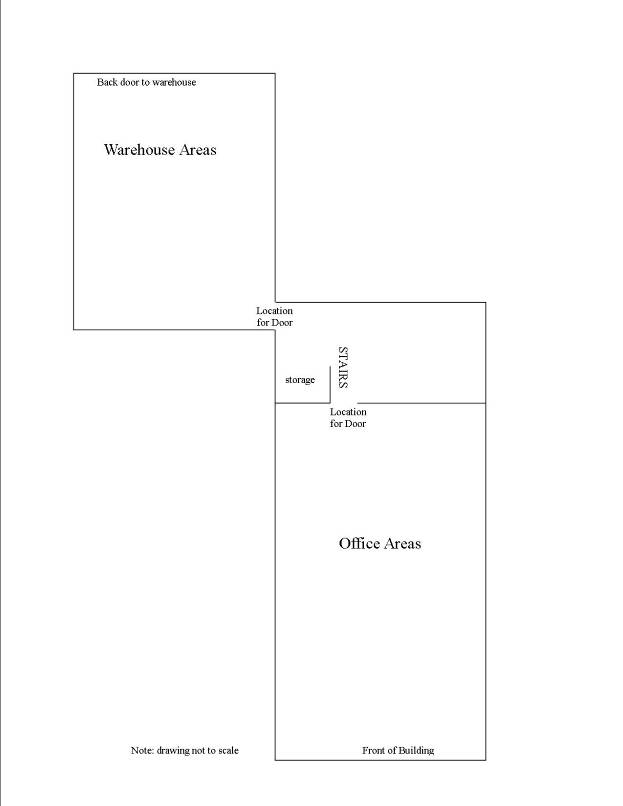 Back door to warehouse
Warehouse Areas
Location
for Door
STAIRS
storage
Location
for Door
Office Areas
Note: drawing not to scale
Front of Building